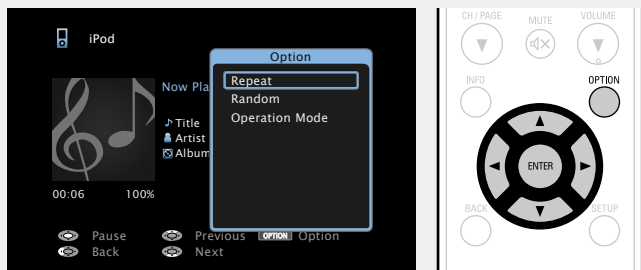 iPod
Option
Now Pla
Repeat
Random
Operation Mode
Title
Artist
Album
00:06 100%
Pause Previous OPTION Option
Back Next
CH / PAGE MUTE VOLUME
INFO OPTION
ENTER
BACK SETUP